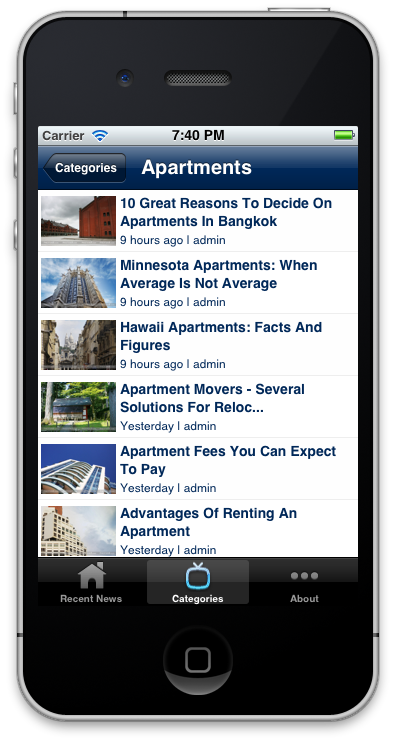 Carrier 7:40 PM
Categories Apartments
10 Great Reasons To Decide On
Apartments In Bangkok
9 hours ago | admin
Minnesota Apartments: When
Average Is Not Average
9 hours ago | admin
Hawaii Apartments: Facts And
Figures
9 hours ago | admin
Apartment Movers - Several
Solutions For Reloc...
Yesterday | admin
Apartment Fees You Can Expect
To Pay
Yesterday | admin
Advantages Of Renting An
Apartment
Yesterday | admin
Recent News Categories About